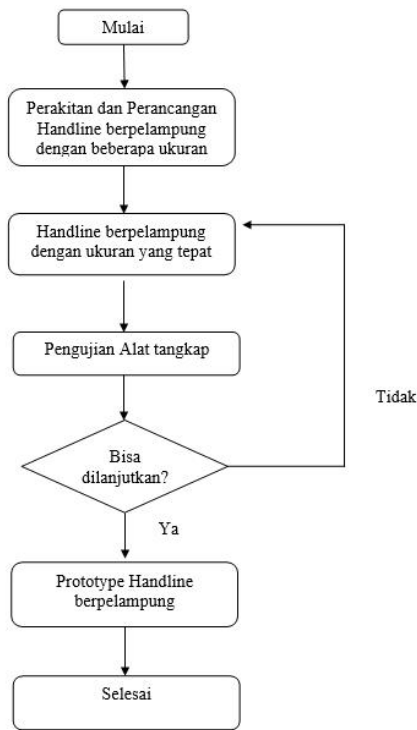 Mulai
Perakitan dan Perancangan
Handline berpelampung
dengan beberapa ukuran
Handline berpelampung
dengan ukuran yang tepat
Pengujian Alat tangkap
Tidak
Bisa
dilanjutkan?
Ya
Prototype Handline
berpelampung
Selesai